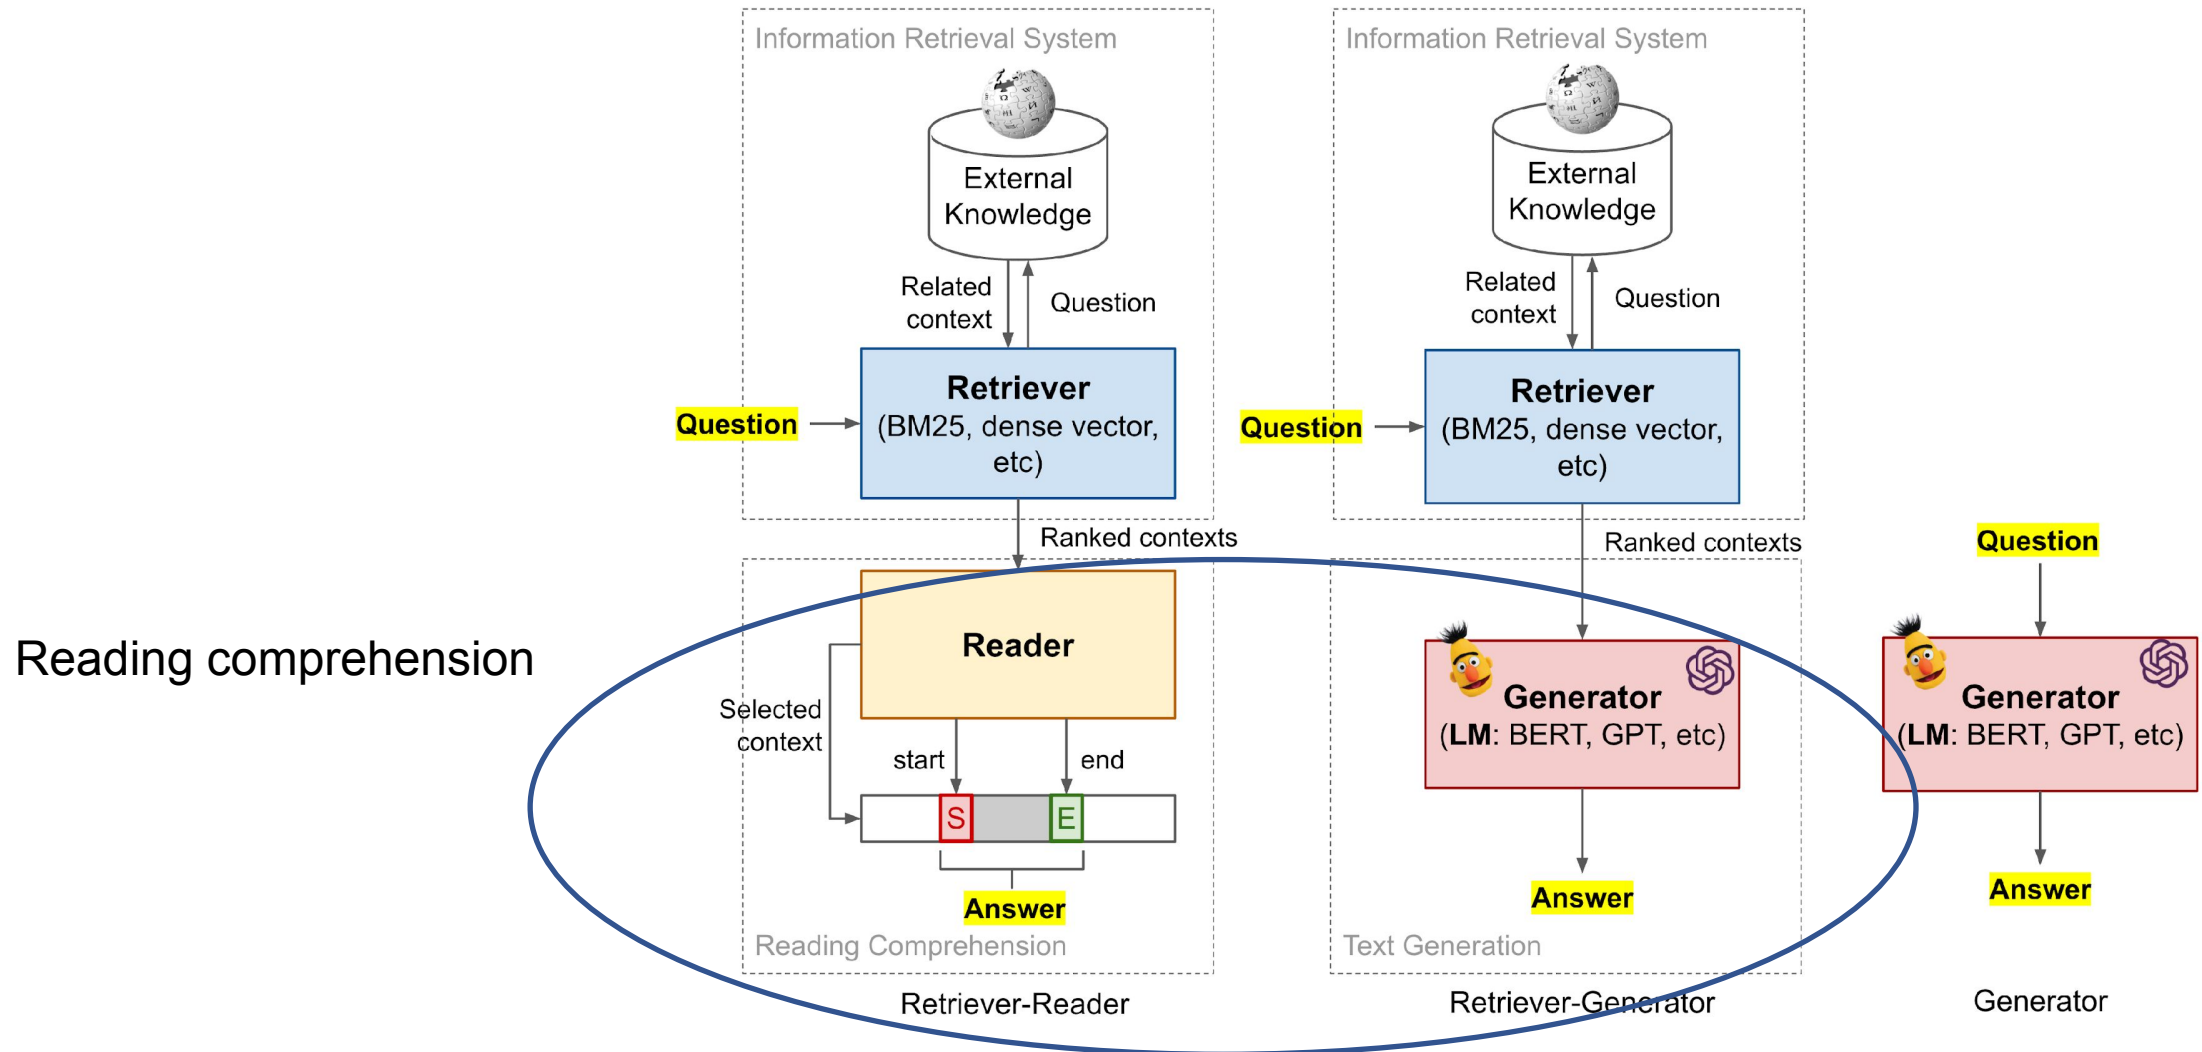 Information Retrieval System
External
Knowledge
Related
context
Question
Retriever
(BM25, dense vector,
etc)
Question
Ranked contexts
Reading comprehension
Reader
Selected
context
start
end
S
E
Answer
Reading Comprehension
Retriever-Reader
Information Retrieval System
External
Knowledge
Related
context
Question
Retriever
(BM25, dense vector,
etc)
Question
Ranked contexts
Generator
(LM: BERT, GPT, etc)
Answer
Text Generation
Retriever-Generator
Question
Generator
(LM: BERT, GPT, etc)
Answer
Generator